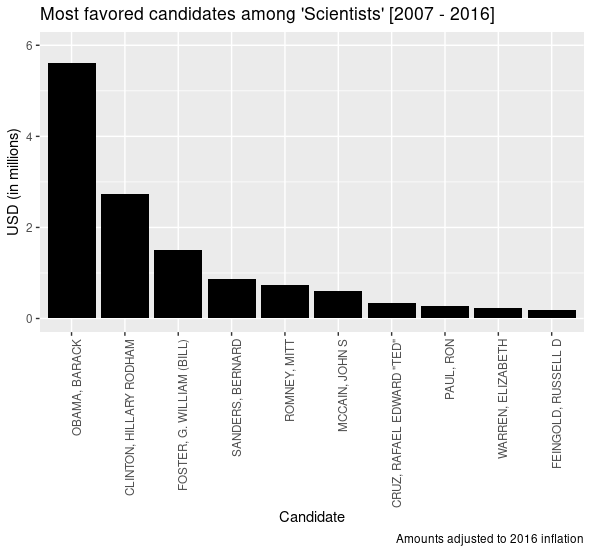 Most favored candidates among 'Scientists' [2007 - 2016]
6
4
2
0
USD (in millions)
OBAMA, BARACK
CLINTON, HILLARY RODHAM
FOSTER, G. WILLIAM (BILL)
SANDERS, BERNARD
ROMNEY, MITT
MCCAIN, JOHN S
CRUZ, RAFAEL EDWARD "TED"
PAUL, RON
WARREN, ELIZABETH
FEINGOLD, RUSSELL D
Candidate
Amounts adjusted to 2016 inflation